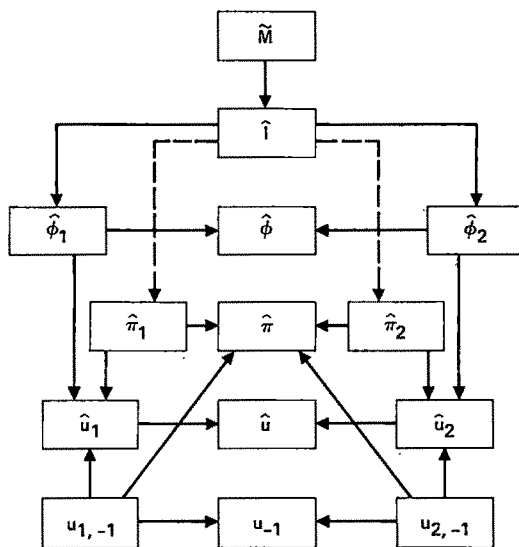 M̃
î
ϕ̂₁ ϕ̂ ϕ̂₂
π̂₁ π̂ π̂₂
û₁ û û₂
u₁,₋₁ u₋₁ u₂,₋₁